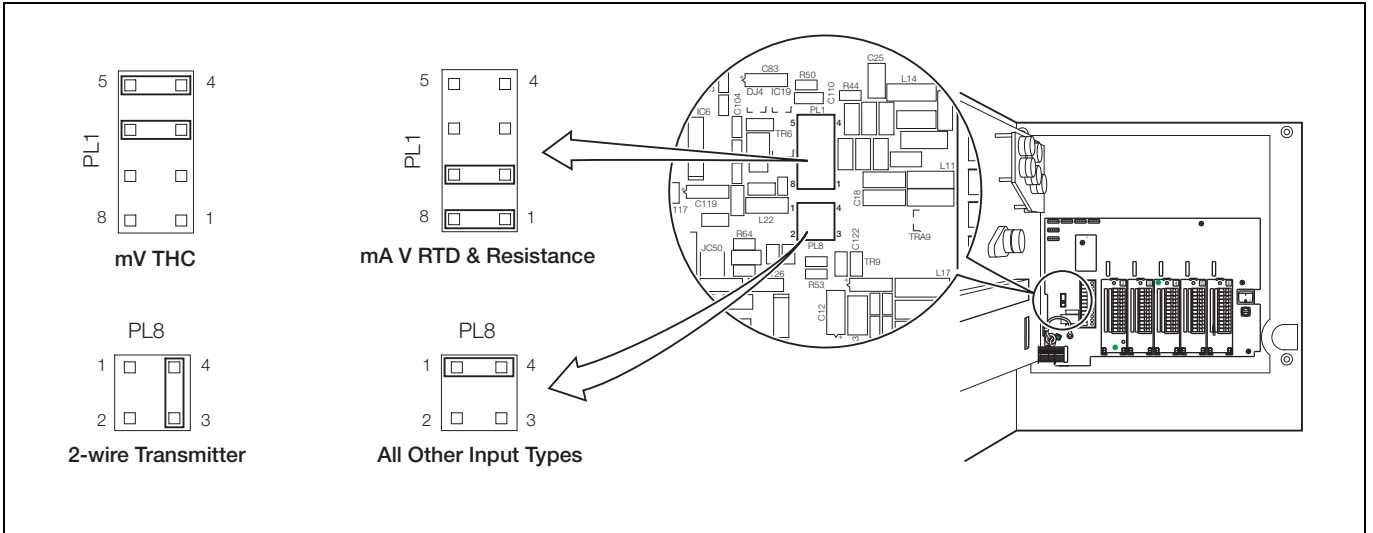 5 4
PL1
8 1
mV THC
5 4
PL1
8 1
mA V RTD & Resistance
PL8
1 4
2 3
2-wire Transmitter
PL8
1 4
2 3
All Other Input Types
C83
R50
C25
DJ4 IC19
C110
R44
L14
IC6
C104
PL1
5 4
TR6
8 1
L11
C119
117
L22
C18
1 4
2 3
R64
PL8
C122
TRA9
JC50
TR9
26
R53
L17
C12
3